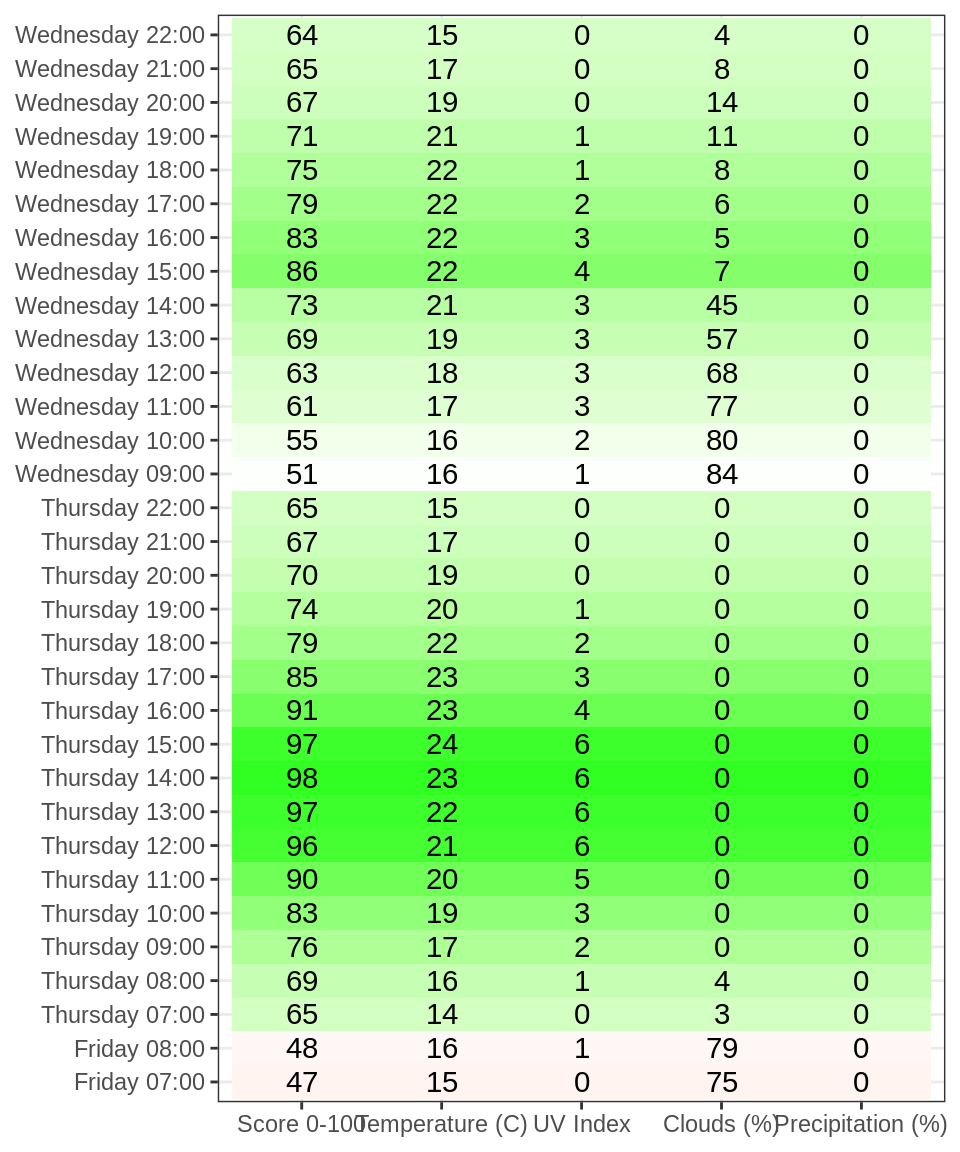 Wednesday 22:00 64 15 0 4 0
Wednesday 21:00 65 17 0 8 0
Wednesday 20:00 67 19 0 14 0
Wednesday 19:00 71 21 1 11 0
Wednesday 18:00 75 22 1 8 0
Wednesday 17:00 79 22 2 6 0
Wednesday 16:00 83 22 3 5 0
Wednesday 15:00 86 22 4 7 0
Wednesday 14:00 73 21 3 45 0
Wednesday 13:00 69 19 3 57 0
Wednesday 12:00 63 18 3 68 0
Wednesday 11:00 61 17 3 77 0
Wednesday 10:00 55 16 2 80 0
Wednesday 09:00 51 16 1 84 0
Thursday 22:00 65 15 0 0 0
Thursday 21:00 67 17 0 0 0
Thursday 20:00 70 19 0 0 0
Thursday 19:00 74 20 1 0 0
Thursday 18:00 79 22 2 0 0
Thursday 17:00 85 23 3 0 0
Thursday 16:00 91 23 4 0 0
Thursday 15:00 97 24 6 0 0
Thursday 14:00 98 23 6 0 0
Thursday 13:00 97 22 6 0 0
Thursday 12:00 96 21 6 0 0
Thursday 11:00 90 20 5 0 0
Thursday 10:00 83 19 3 0 0
Thursday 09:00 76 17 2 0 0
Thursday 08:00 69 16 1 4 0
Thursday 07:00 65 14 0 3 0
Friday 08:00 48 16 1 79 0
Friday 07:00 47 15 0 75 0
Score 0-100 Temperature (C) UV Index Clouds (%) Precipitation (%)